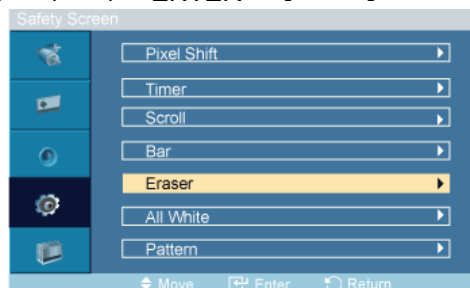 Safety Screen
Pixel Shift
Timer
Scroll
Bar
Eraser
All White
Pattern
Move Enter Return